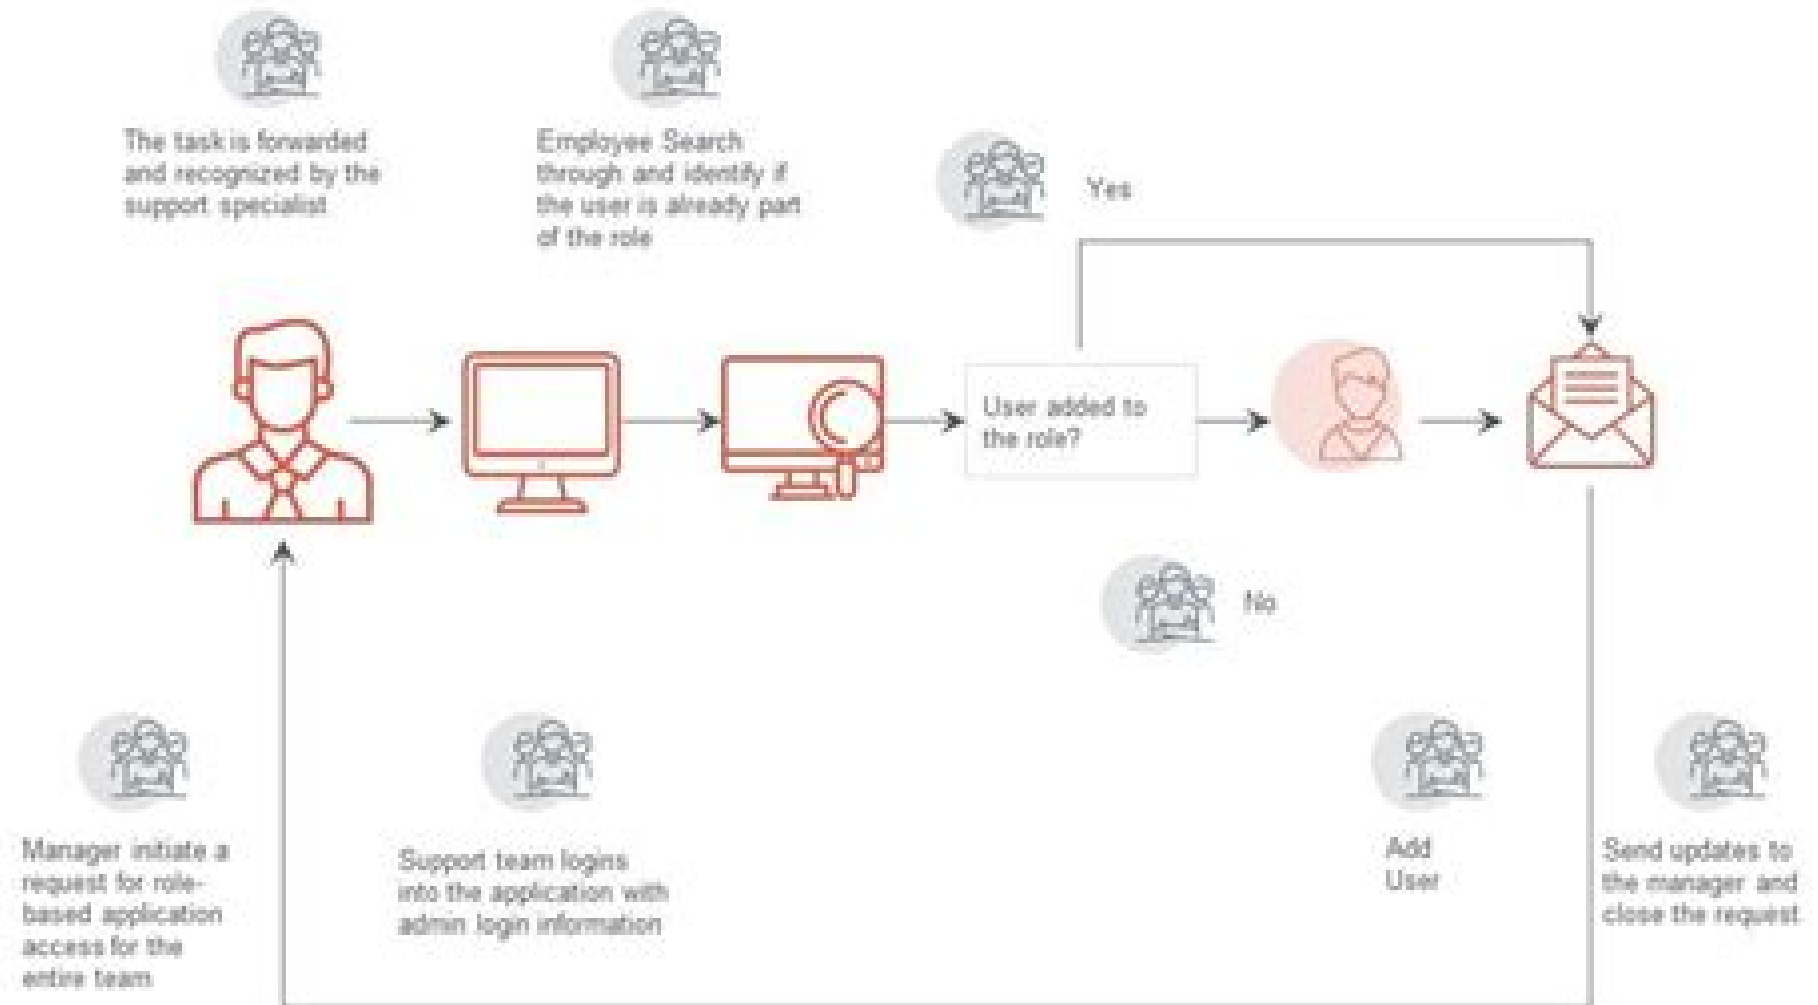 The task is forwarded
and recognized by the
support specialist
Employee Search
through and identify if
the user is already part
of the role
Yes
User added to
the role?
No
Manager initiate a
request for role-
based application
access for the
entire team
Support team logins
into the application with
admin login information
Add
User
Send updates to
the manager and
close the request